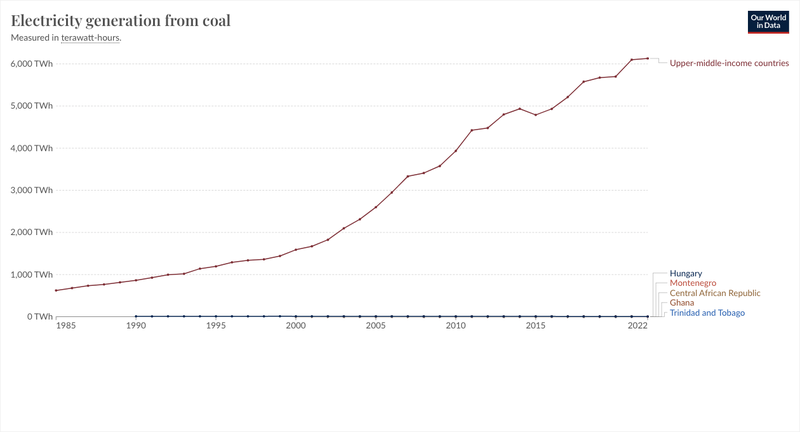 Electricity generation from coal
Measured in terawatt-hours.
Our World
in Data
6,000 TWh
5,000 TWh
4,000 TWh
3,000 TWh
2,000 TWh
1,000 TWh
0 TWh
1985
1990
1995
2000
2005
2010
2015
2022
Upper-middle-income countries
Hungary
Montenegro
Central African Republic
Ghana
Trinidad and Tobago